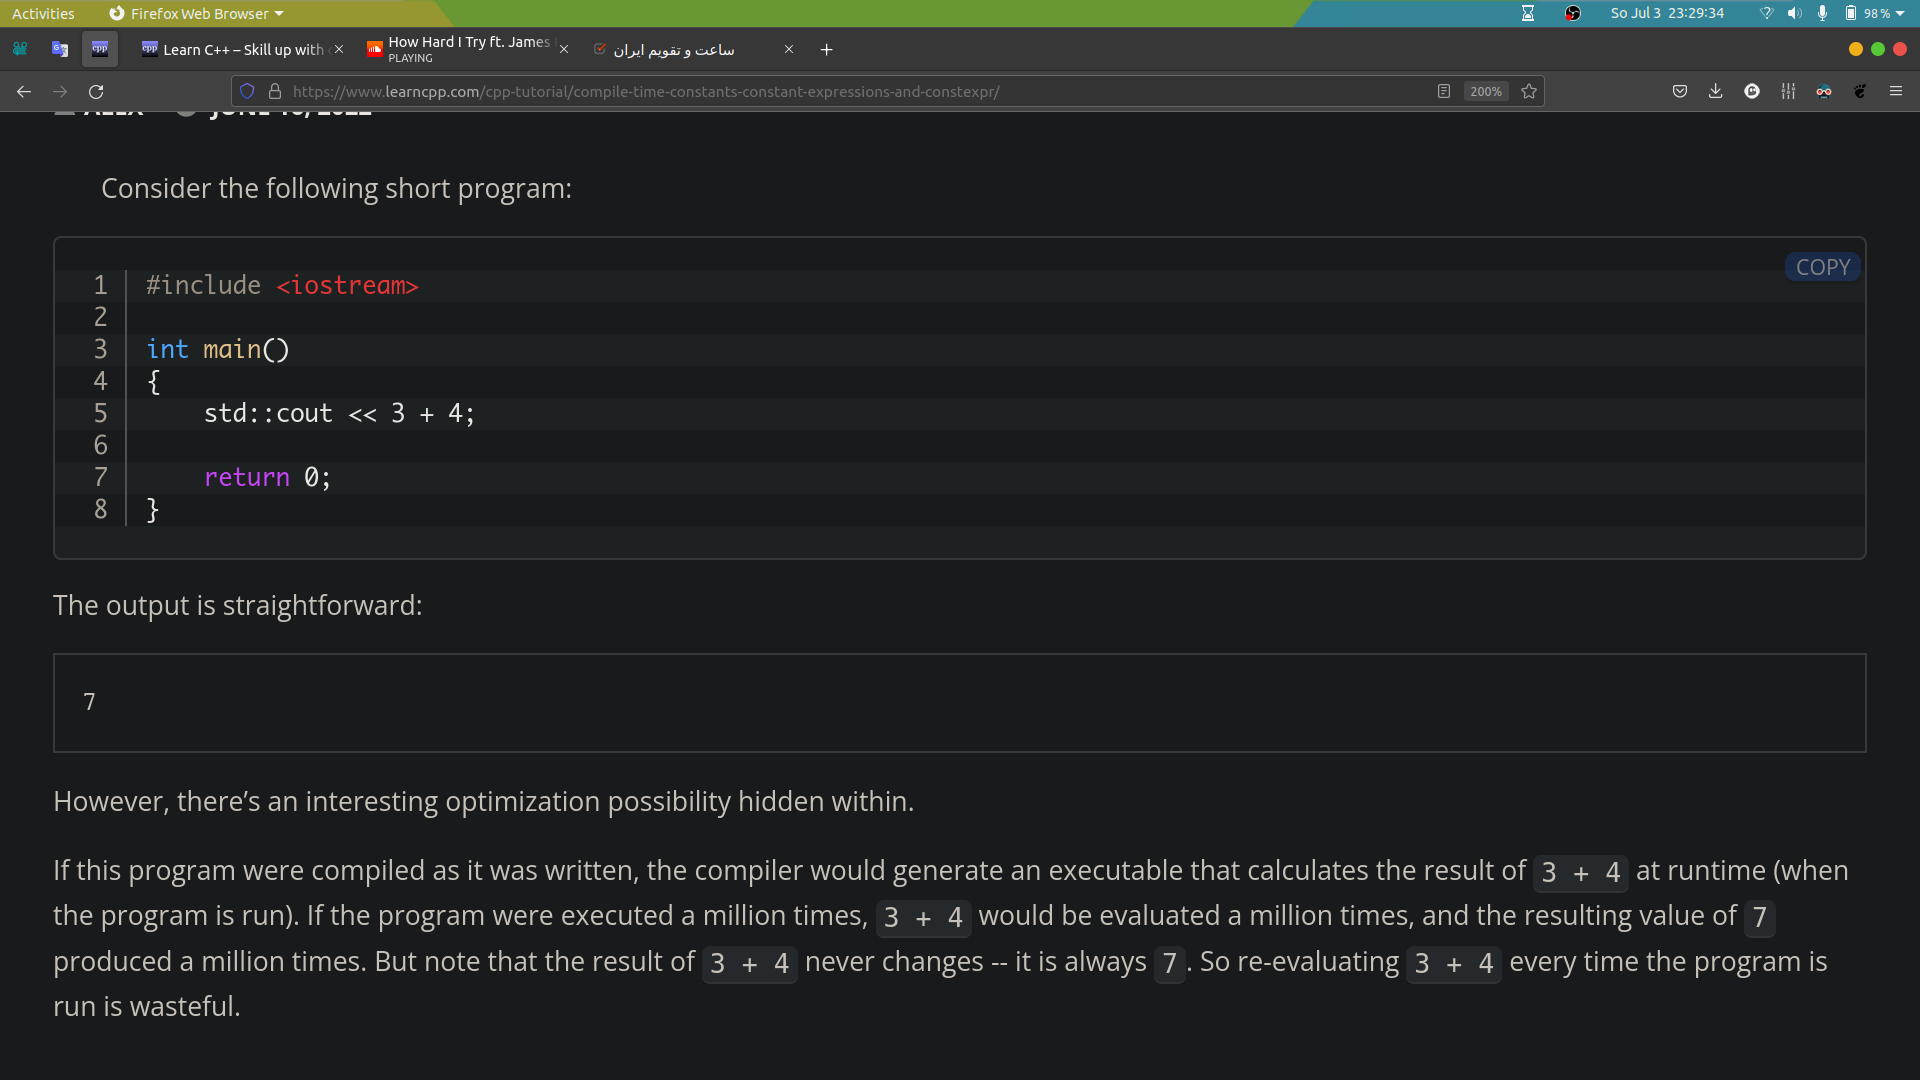 Activities Firefox Web Browser So Jul 3 23:29:34 98 %
cpp cpp Learn C++ – Skill up with How Hard I Try ft. James ساعت و تقویم ایران
PLAYING
https://www.learncpp.com/cpp-tutorial/compile-time-constants-constant-expressions-and-constexpr/ 200%
Consider the following short program:
COPY
1 #include <iostream>
2
3 int main()
4 {
5 std::cout << 3 + 4;
6
7 return 0;
8 }
The output is straightforward:
7
However, there’s an interesting optimization possibility hidden within.
If this program were compiled as it was written, the compiler would generate an executable that calculates the result of 3 + 4 at runtime (when
the program is run). If the program were executed a million times, 3 + 4 would be evaluated a million times, and the resulting value of 7
produced a million times. But note that the result of 3 + 4 never changes -- it is always 7. So re-evaluating 3 + 4 every time the program is
run is wasteful.